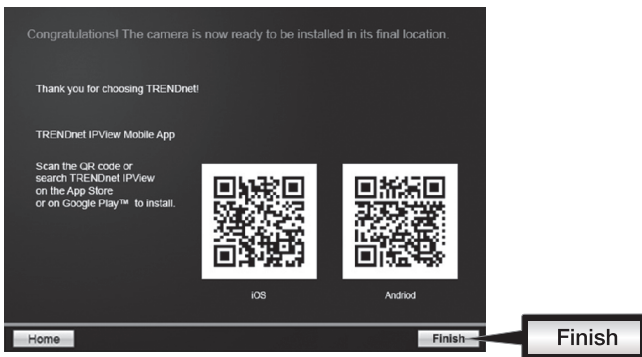 Congratulations! The camera is now ready to be installed in its final location.
Thank you for choosing TRENDnet!
TRENDnet IPView Mobile App
Scan the QR code or
search TRENDnet IPView
on the App Store
or on Google Play™ to install.
iOS
Andriod
Home
Finish
Finish